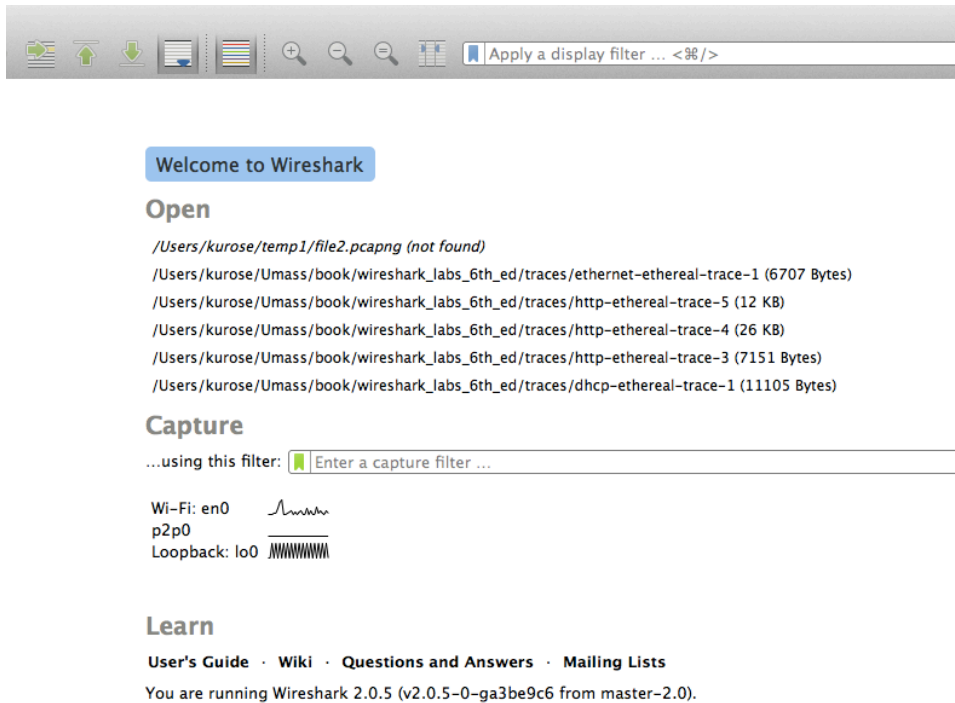 Apply a display filter ... <⌘/>
Welcome to Wireshark
Open
/Users/kurose/temp1/file2.pcapng (not found)
/Users/kurose/Umass/book/wireshark_labs_6th_ed/traces/ethernet-ethereal-trace-1 (6707 Bytes)
/Users/kurose/Umass/book/wireshark_labs_6th_ed/traces/http-ethereal-trace-5 (12 KB)
/Users/kurose/Umass/book/wireshark_labs_6th_ed/traces/http-ethereal-trace-4 (26 KB)
/Users/kurose/Umass/book/wireshark_labs_6th_ed/traces/http-ethereal-trace-3 (7151 Bytes)
/Users/kurose/Umass/book/wireshark_labs_6th_ed/traces/dhcp-ethereal-trace-1 (11105 Bytes)
Capture
...using this filter: Enter a capture filter ...
Wi-Fi: en0
p2p0
Loopback: lo0
Learn
User's Guide · Wiki · Questions and Answers · Mailing Lists
You are running Wireshark 2.0.5 (v2.0.5-0-ga3be9c6 from master-2.0).